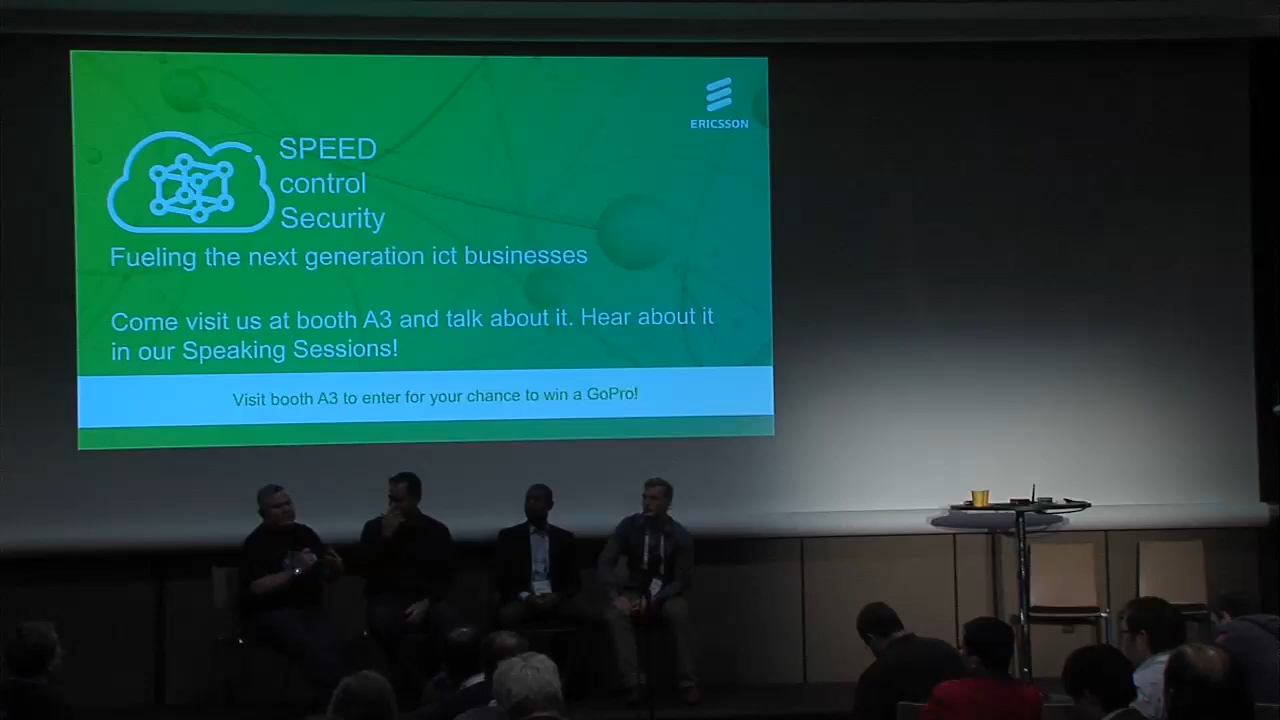 ERICSSON
SPEED
control
Security
Fueling the next generation ict businesses
Come visit us at booth A3 and talk about it. Hear about it
in our Speaking Sessions!
Visit booth A3 to enter for your chance to win a GoPro!